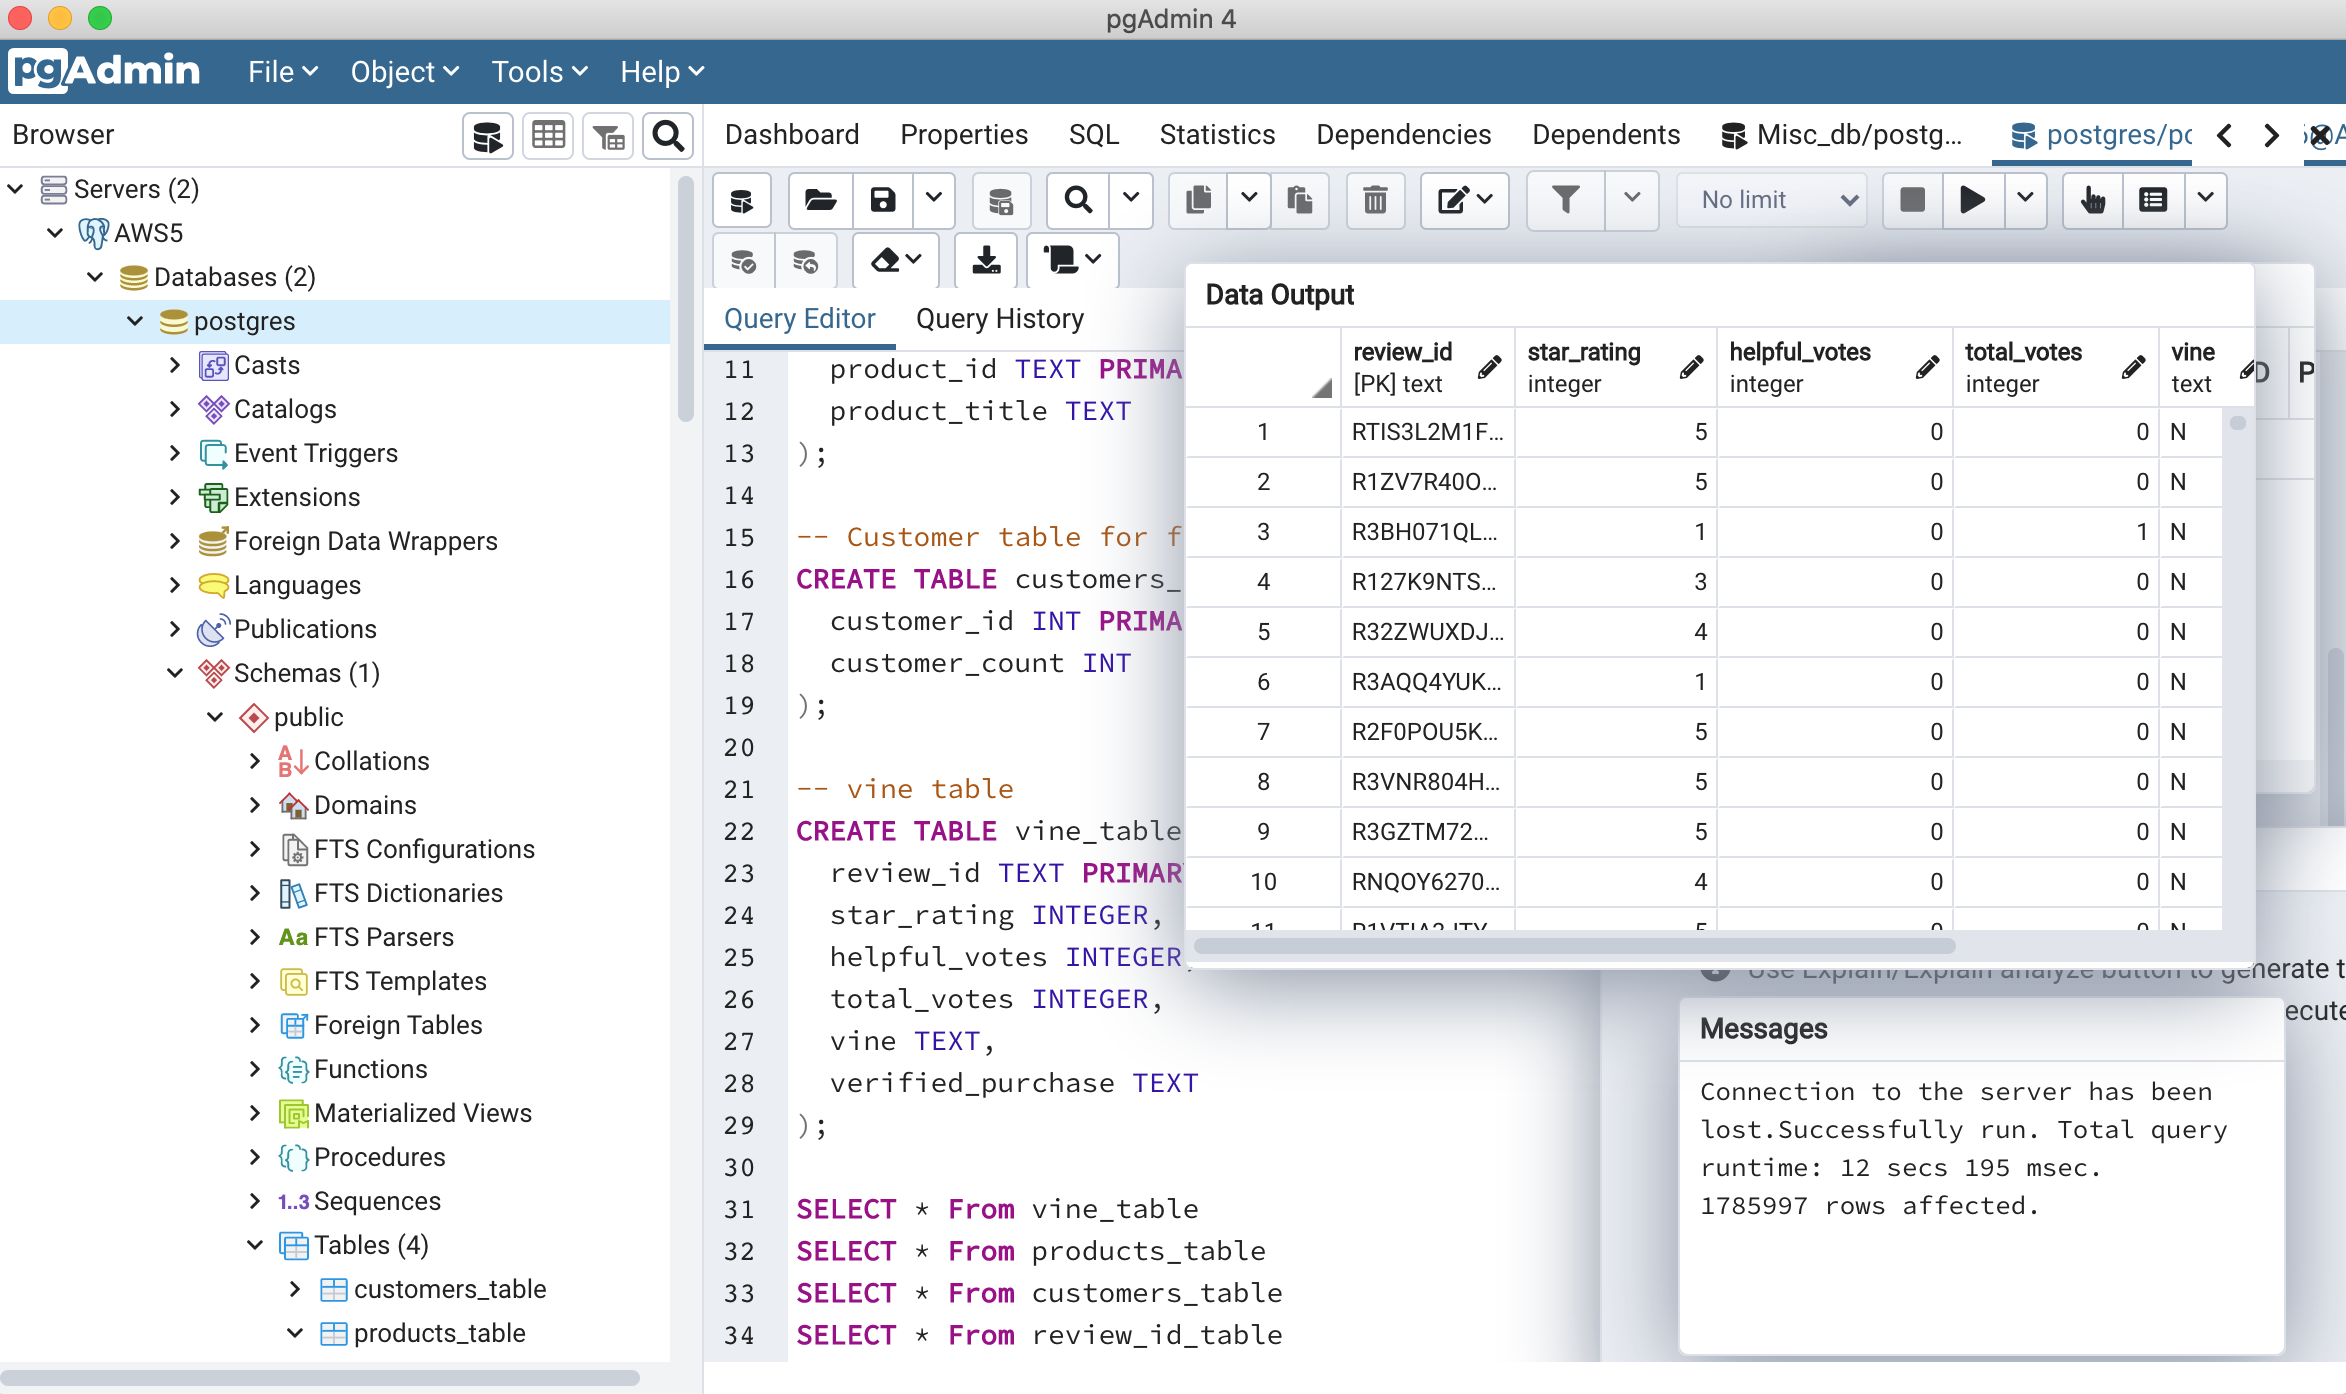 pgAdmin 4
pgAdmin File Object Tools Help
Browser
Dashboard Properties SQL Statistics Dependencies Dependents Misc_db/postg... postgres/pc
No limit
Servers (2)
AWS5
Databases (2)
postgres
Casts
Catalogs
Event Triggers
Extensions
Foreign Data Wrappers
Languages
Publications
Schemas (1)
public
Collations
Domains
FTS Configurations
FTS Dictionaries
Aa FTS Parsers
FTS Templates
Foreign Tables
Functions
Materialized Views
Procedures
1..3 Sequences
Tables (4)
customers_table
products_table
Query Editor Query History
11 product_id TEXT PRIMA
12 product_title TEXT
13 );
14
15 -- Customer table for f
16 CREATE TABLE customers_
17 customer_id INT PRIMA
18 customer_count INT
19 );
20
21 -- vine table
22 CREATE TABLE vine_table
23 review_id TEXT PRIMAR
24 star_rating INTEGER,
25 helpful_votes INTEGER,
26 total_votes INTEGER,
27 vine TEXT,
28 verified_purchase TEXT
29 );
30
31 SELECT * From vine_table
32 SELECT * From products_table
33 SELECT * From customers_table
34 SELECT * From review_id_table
Data Output
review_id star_rating helpful_votes total_votes vine
[PK] text integer integer integer text
1 RTIS3L2M1F... 5 0 0 N
2 R1ZV7R40O... 5 0 0 N
3 R3BH071QL... 1 0 1 N
4 R127K9NTS... 3 0 0 N
5 R32ZWUXDJ... 4 0 0 N
6 R3AQQ4YUK... 1 0 0 N
7 R2F0POU5K... 5 0 0 N
8 R3VNR804H... 5 0 0 N
9 R3GZTM72... 5 0 0 N
10 RNQOY6270... 4 0 0 N
Use Explain/Explain analyze button to generate t
ecute
Messages
Connection to the server has been
lost.Successfully run. Total query
runtime: 12 secs 195 msec.
1785997 rows affected.